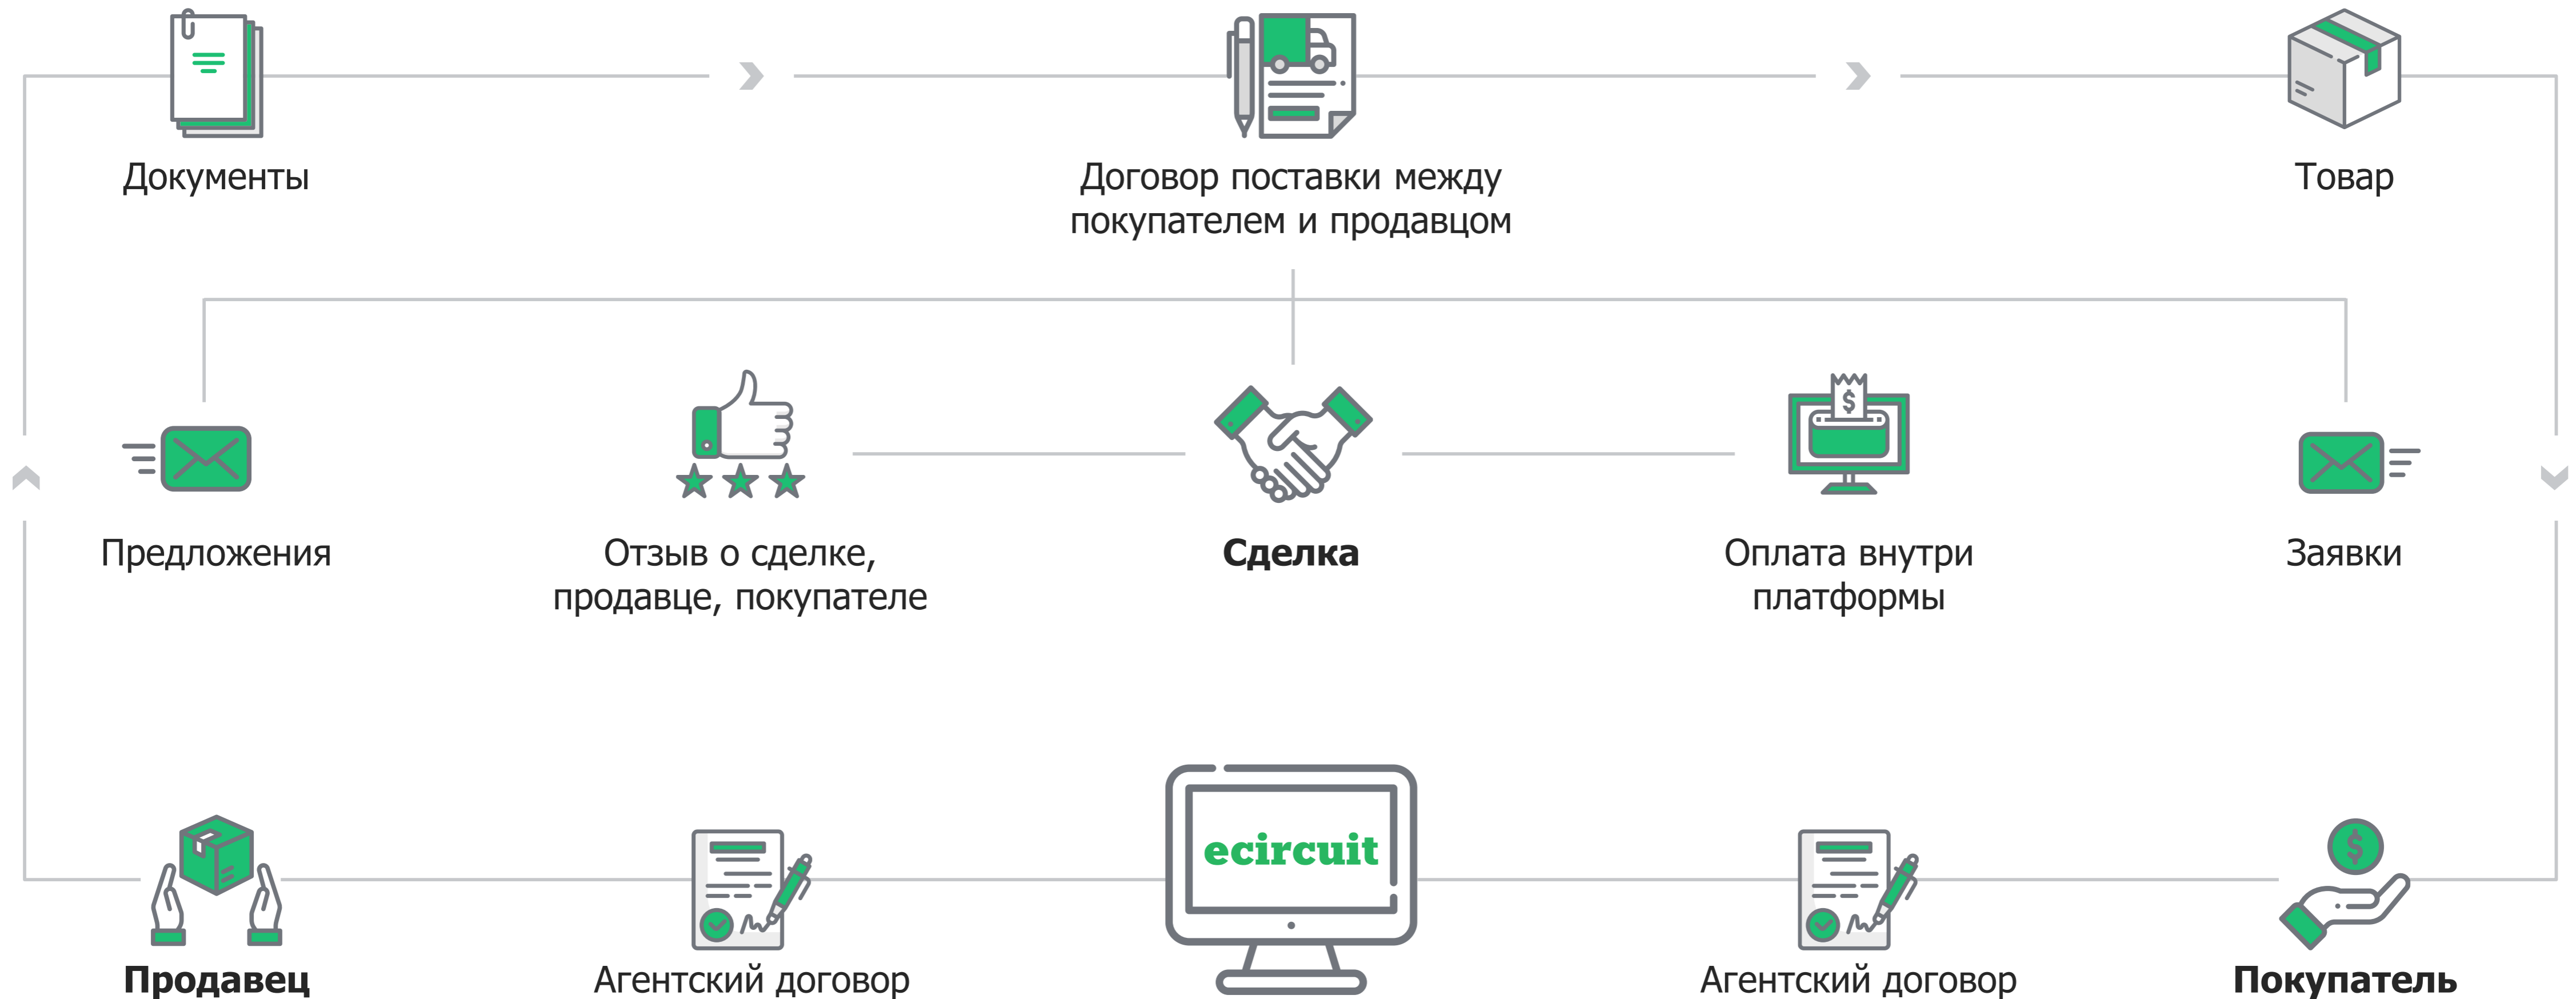 Документы
Договор поставки между
покупателем и продавцом
Товар
Предложения
Отзыв о сделке,
продавце, покупателе
Сделка
$
Оплата внутри
платформы
Заявки
ecircuit
$
Продавец
Агентский договор
Агентский договор
Покупатель